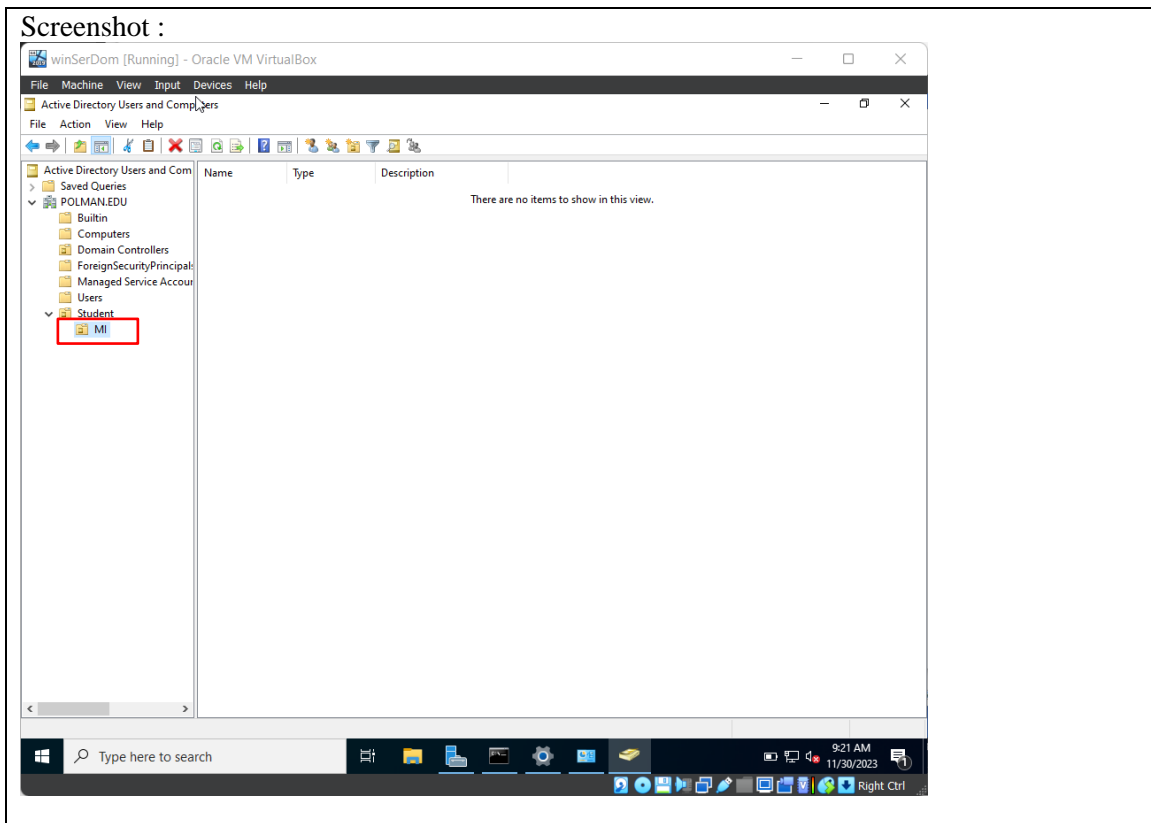 Screenshot :
winSerDom [Running] - Oracle VM VirtualBox
File Machine View Input Devices Help
Active Directory Users and Computers
File Action View Help
Active Directory Users and Com
Name Type Description
Saved Queries
There are no items to show in this view.
POLMAN.EDU
Builtin
Computers
Domain Controllers
ForeignSecurityPrincipals
Managed Service Accour
Users
Student
MI
Type here to search
9:21 AM
11/30/2023
Right Ctrl